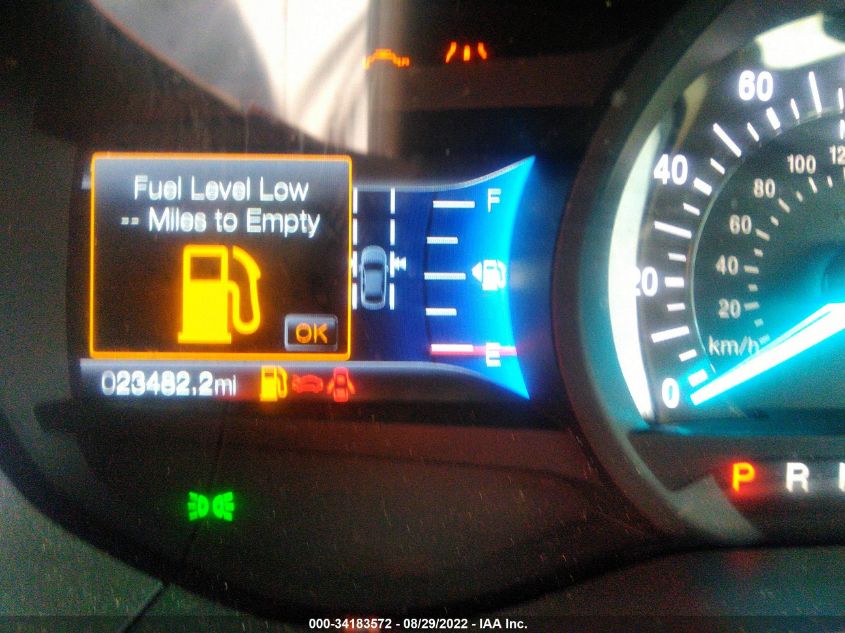 Fuel Level Low
-- Miles to Empty
OK
023482.2mi
F
E
60
40
20
0
120
100
80
60
40
20
km/h
P R
000-34183572 - 08/29/2022 - IAA Inc.